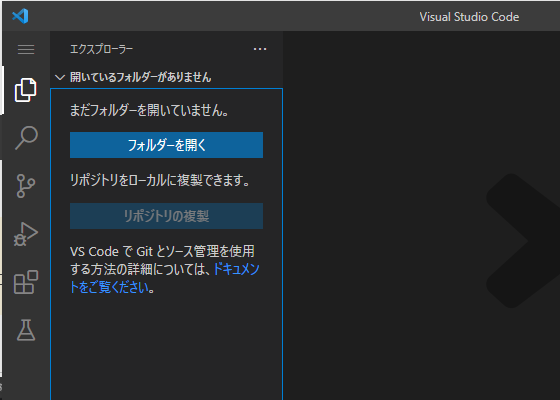 Visual Studio Code
エクスプローラー
開いているフォルダーがありません
まだフォルダーを開いていません。
フォルダーを開く
リポジトリをローカルに複製できます。
リポジトリの複製
VS Code で Git とソース管理を使用
する方法の詳細については、ドキュメン
トをご覧ください。